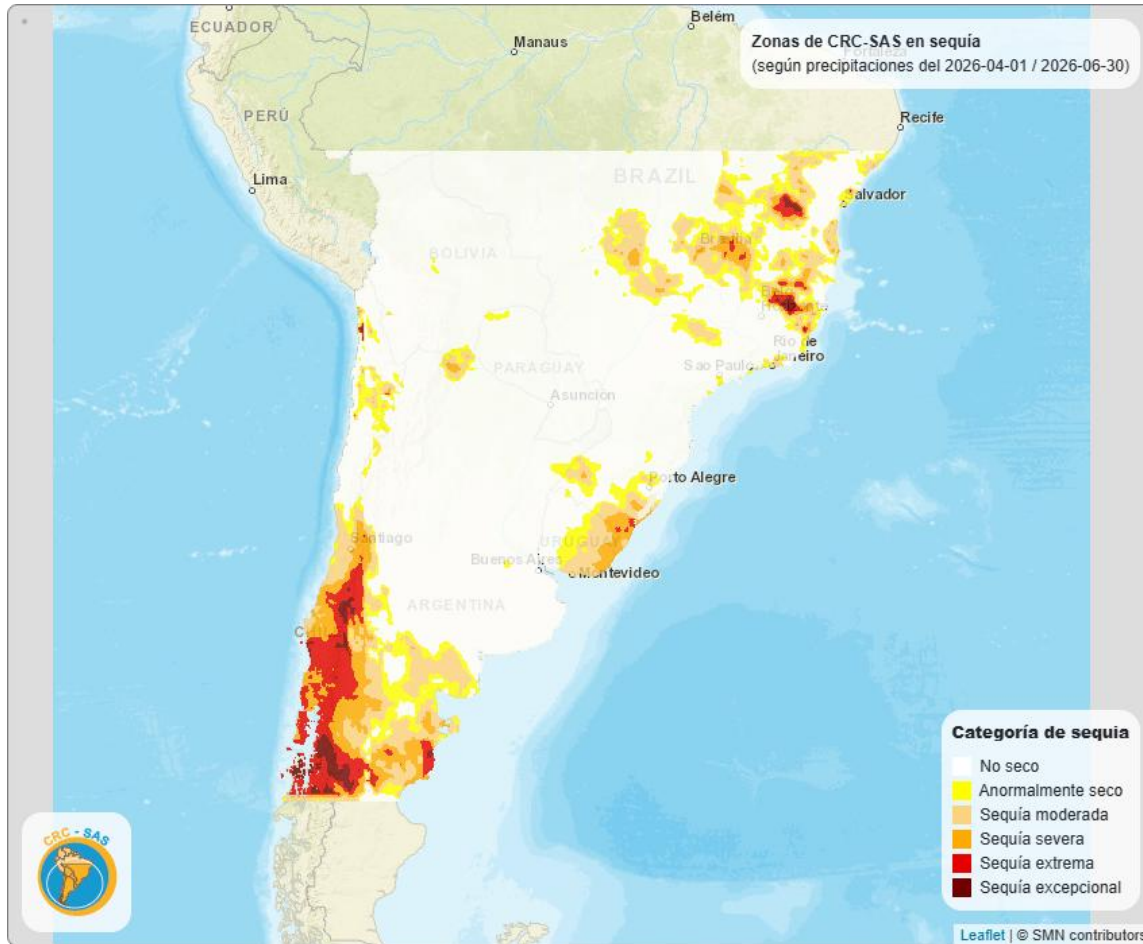 ECUADOR
Belém
Manaus
Zonas de CRC-SAS en sequía
(según precipitaciones del 2026-04-01 / 2026-06-30)
Fortaleza
PERÚ
Recife
Lima
BRAZIL
Salvador
BOLIVIA
Brasilia
Belo
Horizonte
Rio de
Janeiro
PARAGUAY
Sao Paulo
Asunción
Porto Alegre
Santiago
URUGUAY
Buenos Aires
Montevideo
ARGENTINA
Categoría de sequia
No seco
Anormalmente seco
Sequía moderada
Sequía severa
Sequía extrema
Sequía excepcional
CRC - SAS
Leaflet | © SMN contributors